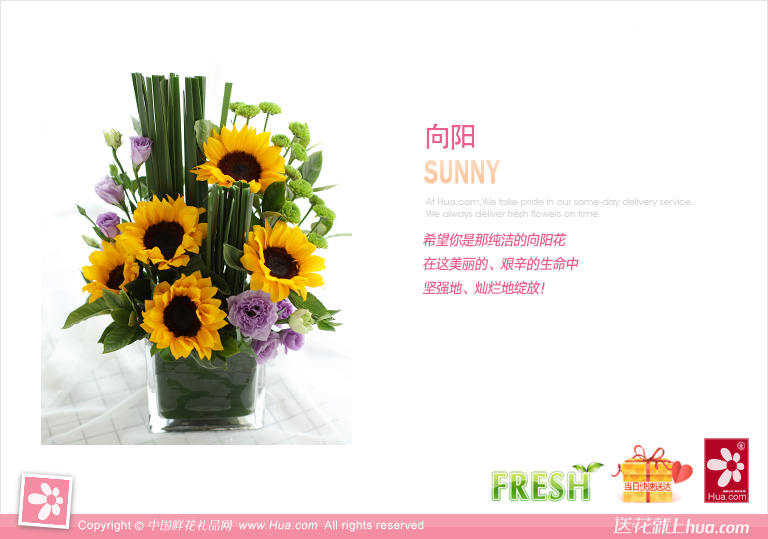 向阳
SUNNY
At Hua.com,We take pride in our same-day delivery service.
We always deliver fresh flowers on time.
希望你是那纯洁的向阳花
在这美丽的、艰辛的生命中
坚强地、灿烂地绽放！
FRESH
当日快速送达
Hua.com
Copyright © 中国鲜花礼品网 www.Hua.com All rights reserved
送花就上hua.com